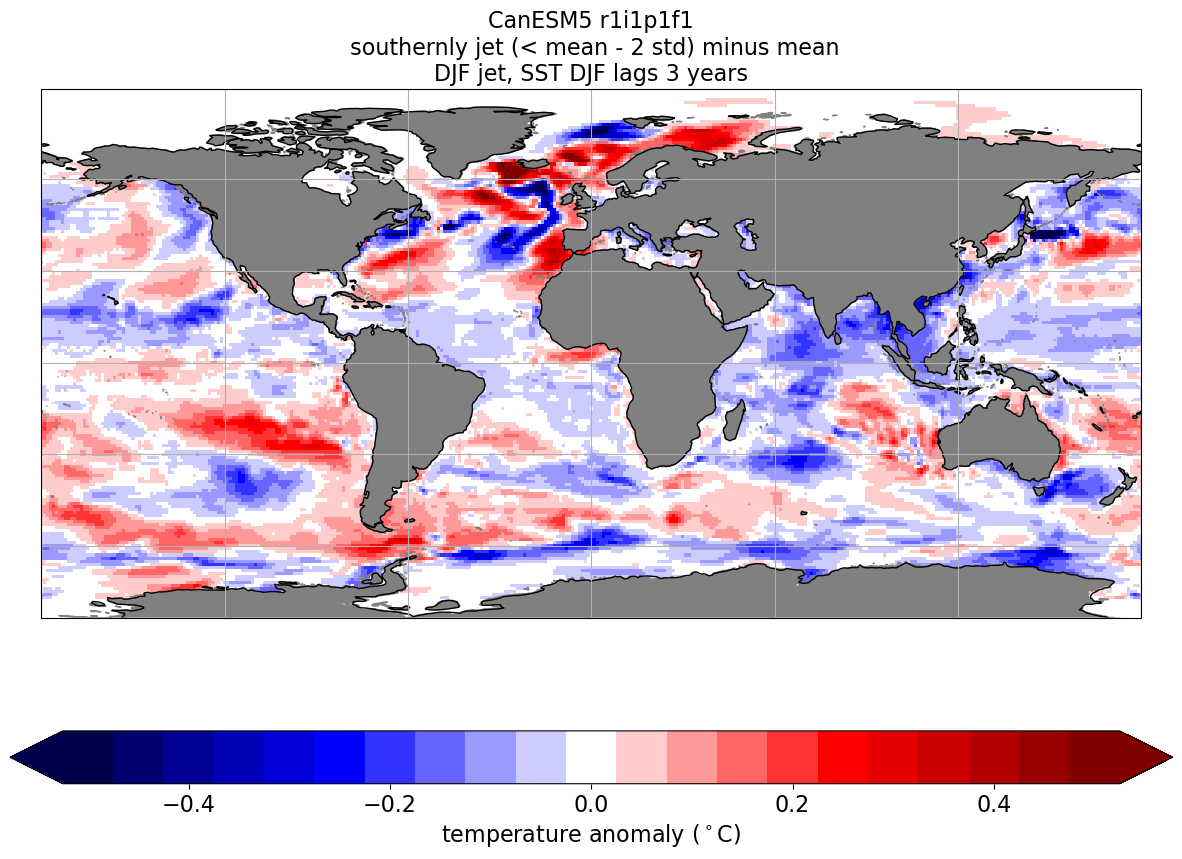 CanESM5 r1i1p1f1
southernly jet (< mean - 2 std) minus mean
DJF jet, SST DJF lags 3 years
−0.4 −0.2 0.0 0.2 0.4
temperature anomaly (∘C)